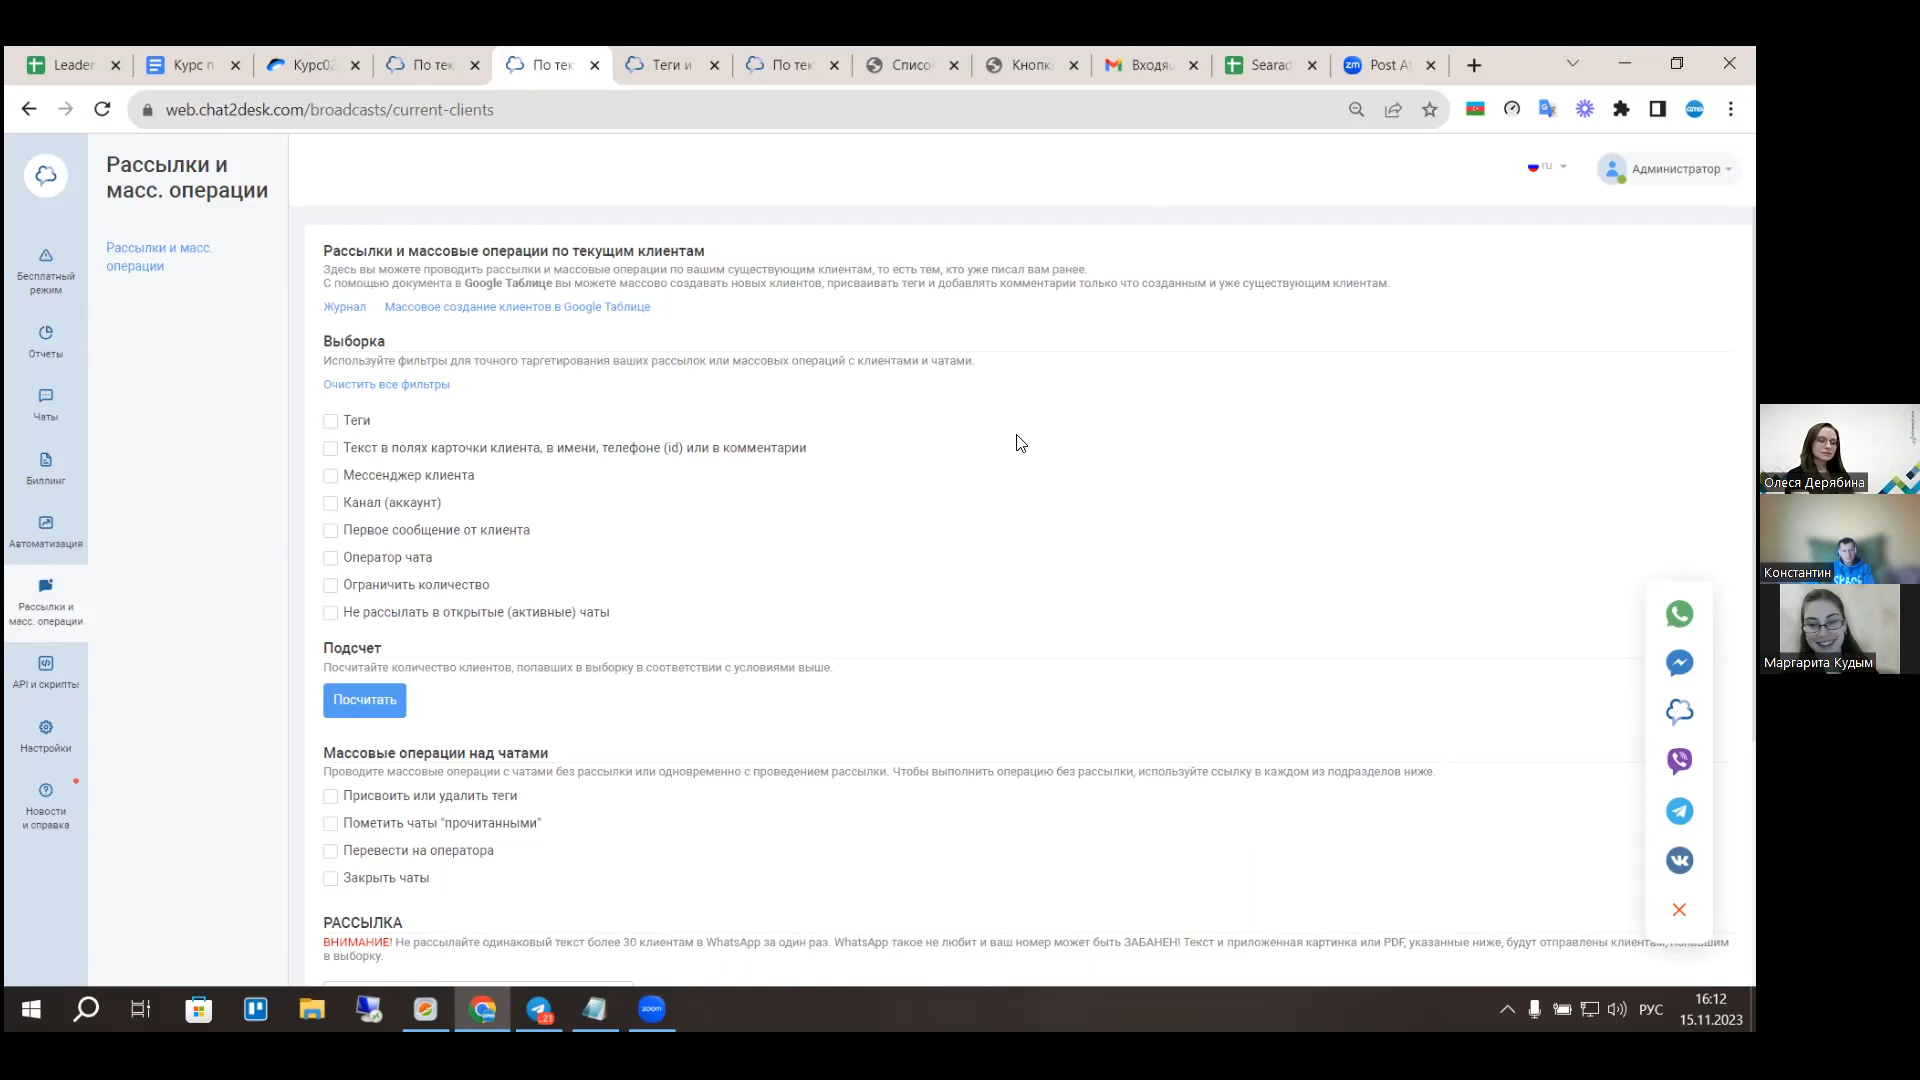 Leader
Курс п
Курс02
По тек
По тек
Теги и
По тек
Списо
Кнопк
Входящ
Searad
Post At
web.chat2desk.com/broadcasts/current-clients
Рассылки и
масс. операции
Рассылки и масс.
операции
ru
Администратор
Бесплатный
режим
Отчеты
Чаты
Биллинг
Автоматизация
Рассылки и
масс. операции
API и скрипты
Настройки
Новости
и справка
Рассылки и массовые операции по текущим клиентам
Здесь вы можете проводить рассылки и массовые операции по вашим существующим клиентам, то есть тем, кто уже писал вам ранее.
С помощью документа в Google Таблице вы можете массово создавать новых клиентов, присваивать теги и добавлять комментарии только что созданным и уже существующим клиентам.
Журнал Массовое создание клиентов в Google Таблице
Выборка
Используйте фильтры для точного таргетирования ваших рассылок или массовых операций с клиентами и чатами.
Очистить все фильтры
Теги
Текст в полях карточки клиента, в имени, телефоне (id) или в комментарии
Мессенджер клиента
Канал (аккаунт)
Первое сообщение от клиента
Оператор чата
Ограничить количество
Не рассылать в открытые (активные) чаты
Подсчет
Посчитайте количество клиентов, попавших в выборку в соответствии с условиями выше.
Посчитать
Массовые операции над чатами
Проводите массовые операции с чатами без рассылки или одновременно с проведением рассылки. Чтобы выполнить операцию без рассылки, используйте ссылку в каждом из подразделов ниже.
Присвоить или удалить теги
Пометить чаты "прочитанными"
Перевести на оператора
Закрыть чаты
РАССЫЛКА
ВНИМАНИЕ! Не рассылайте одинаковый текст более 30 клиентам в WhatsApp за один раз. WhatsApp такое не любит и ваш номер может быть ЗАБАНЕН! Текст и приложенная картинка или PDF, указанные ниже, будут отправлены клиентам, попавшим
в выборку.
Олеся Дерябина
Константин
Маргарита Кудым
21
zoom
РУС
16:12
15.11.2023